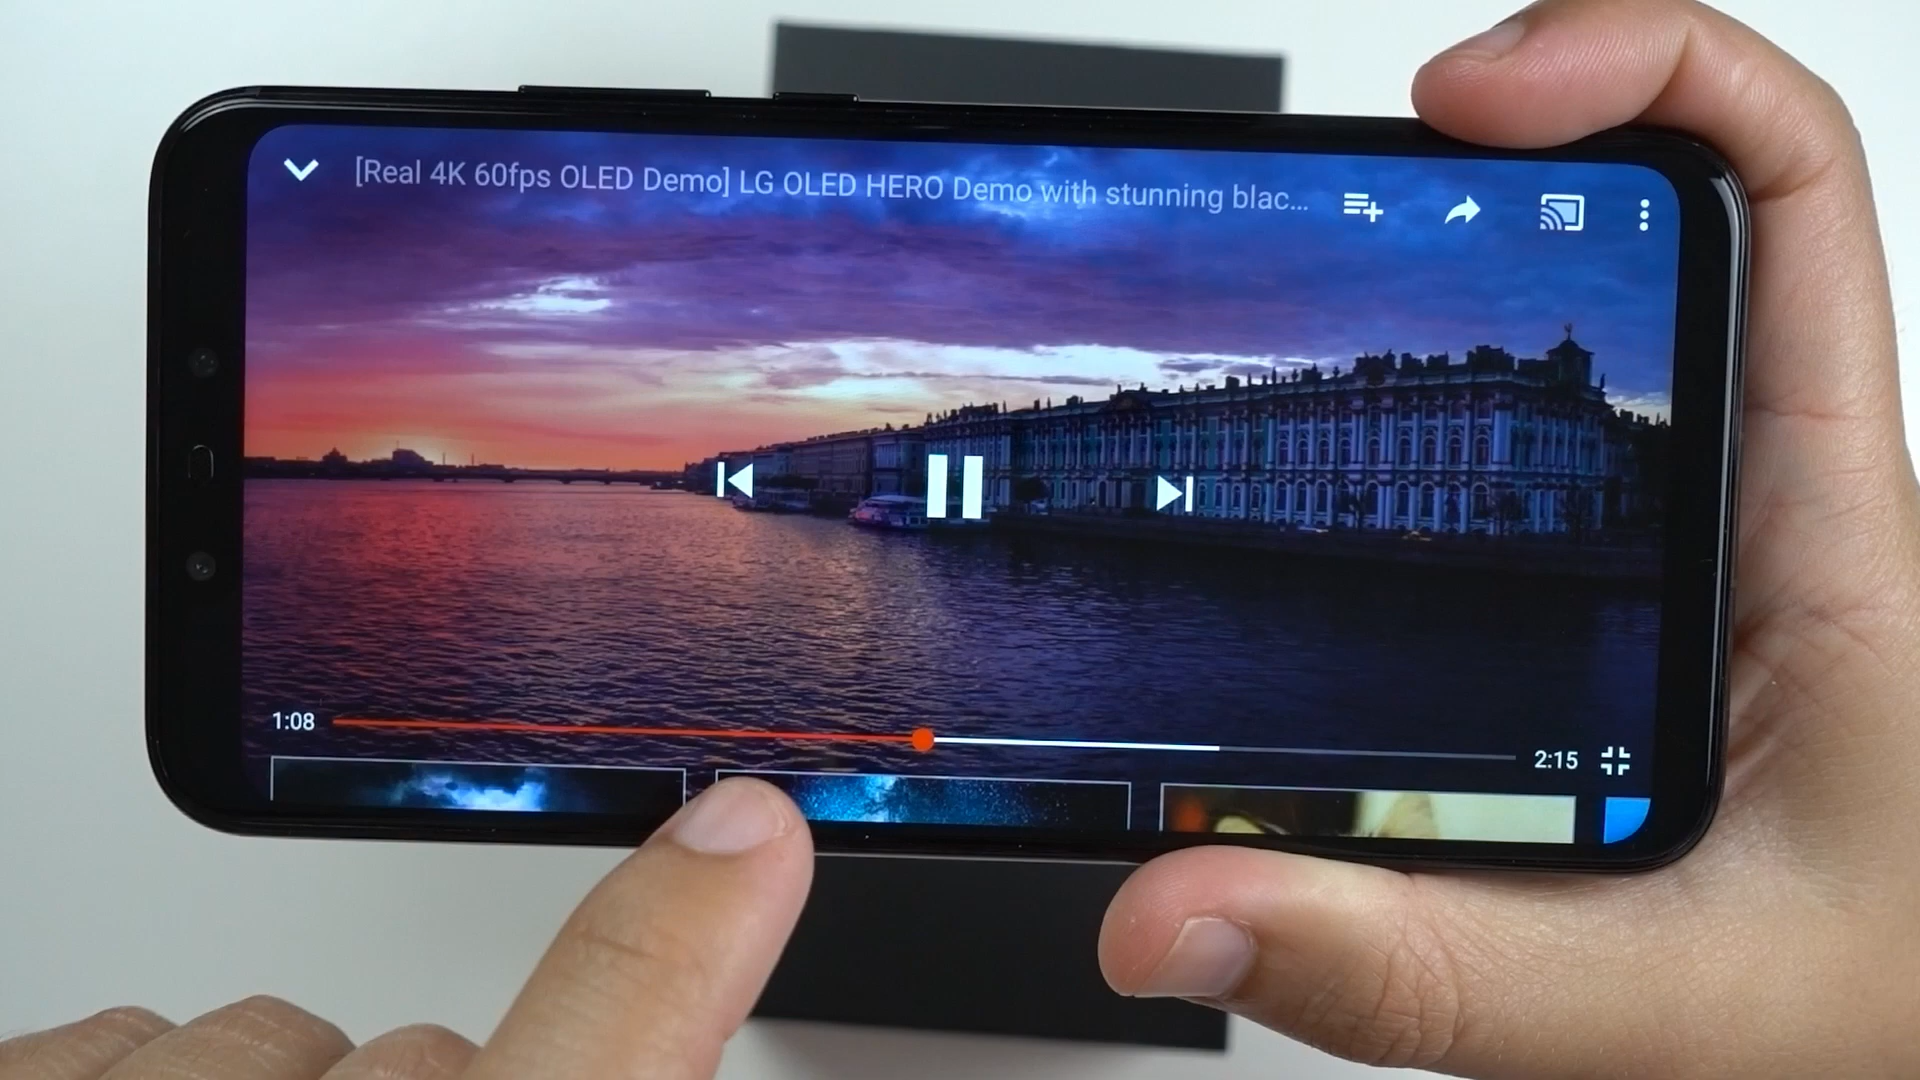 [Real 4K 60fps OLED Demo] LG OLED HERO Demo with stunning blac...
1:08
2:15